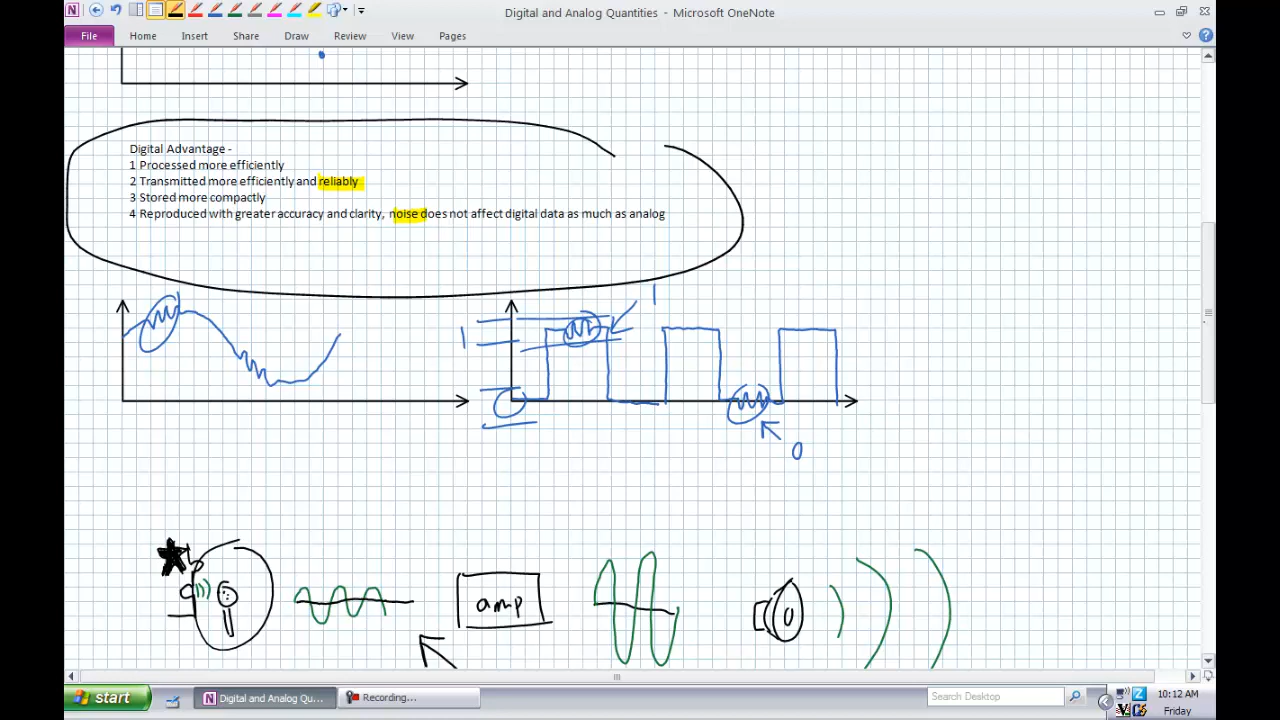 Digital and Analog Quantities - Microsoft OneNote
File Home Insert Share Draw Review View Pages
Digital Advantage -
1 Processed more efficiently
2 Transmitted more efficiently and reliably
3 Stored more compactly
4 Reproduced with greater accuracy and clarity, noise does not affect digital data as much as analog
1
1
0
0
amp
start
Digital and Analog Qu...
Recording...
Search Desktop
10:12 AM
Friday